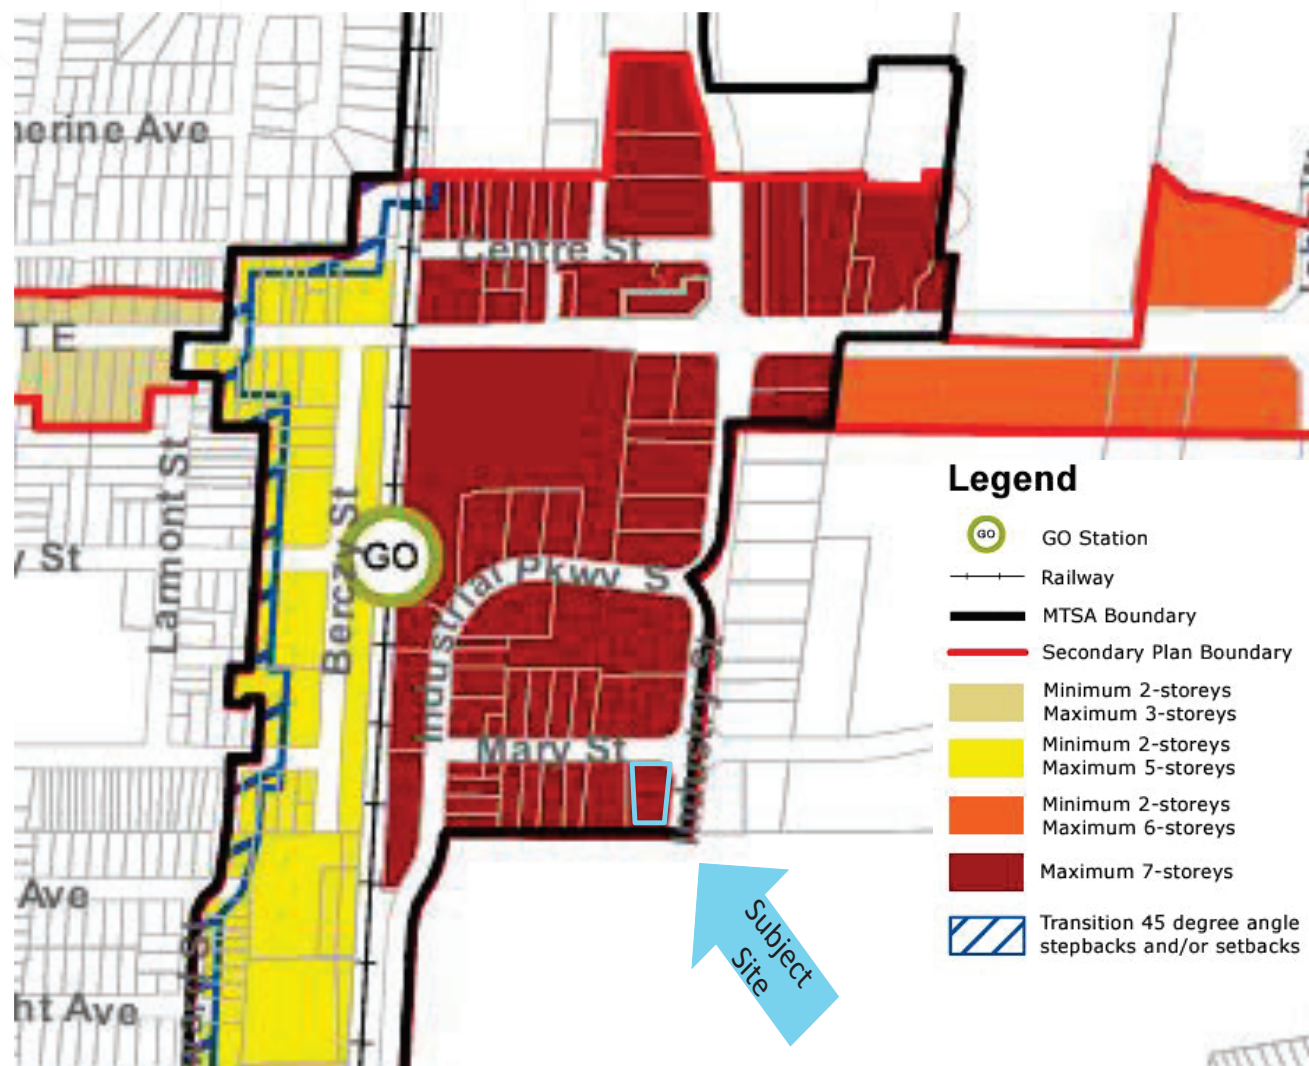 herine Ave
Centre St
T E
Lamont St
y St
Berczy St
GO
Industrial Pkwy S
Industry St
Mary St
Ave
ht Ave
Subject
Site
Legend
GO
GO Station
Railway
MTSA Boundary
Secondary Plan Boundary
Minimum 2-storeys
Maximum 3-storeys
Minimum 2-storeys
Maximum 5-storeys
Minimum 2-storeys
Maximum 6-storeys
Maximum 7-storeys
Transition 45 degree angle
stepbacks and/or setbacks